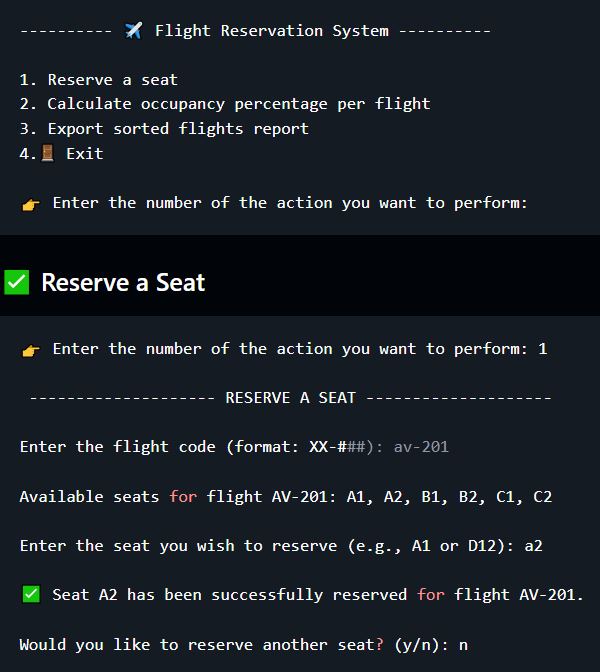 ---------- ✈️ Flight Reservation System ----------
1. Reserve a seat
2. Calculate occupancy percentage per flight
3. Export sorted flights report
4.🚪 Exit
👉 Enter the number of the action you want to perform:
✅ Reserve a Seat
👉 Enter the number of the action you want to perform: 1
-------------------- RESERVE A SEAT --------------------
Enter the flight code (format: XX-###): av-201
Available seats for flight AV-201: A1, A2, B1, B2, C1, C2
Enter the seat you wish to reserve (e.g., A1 or D12): a2
✅ Seat A2 has been successfully reserved for flight AV-201.
Would you like to reserve another seat? (y/n): n